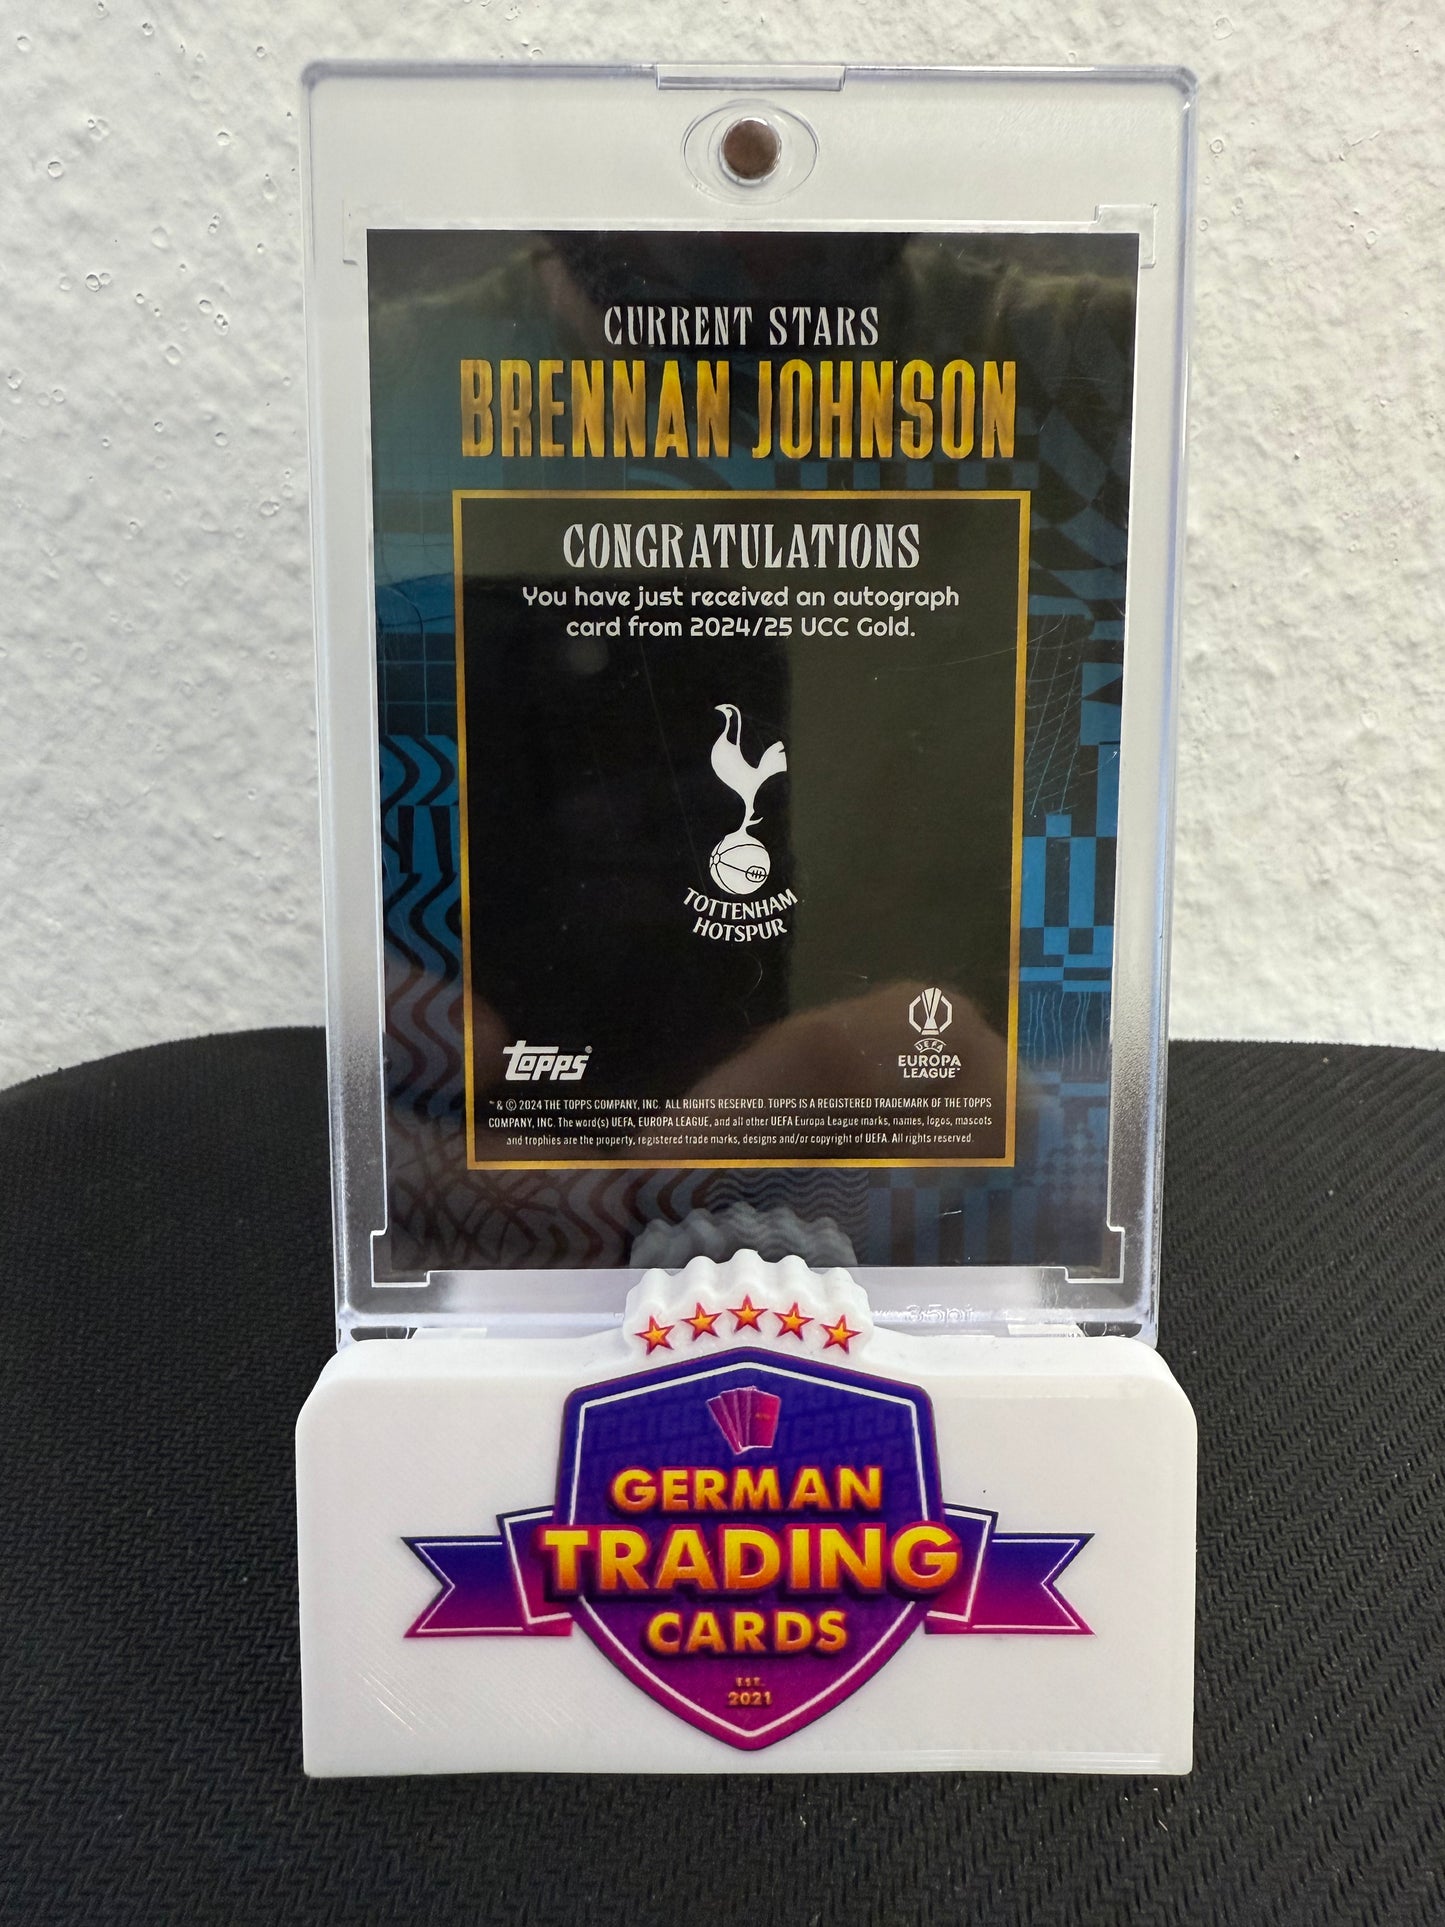 CURRENT STARS
BRENNAN JOHNSON
CONGRATULATIONS
You have just received an autograph
card from 2024/25 UCC Gold.
TOTTENHAM
HOTSPUR
topps®
UEFA
EUROPA
LEAGUE™
™ & © 2024 THE TOPPS COMPANY, INC. ALL RIGHTS RESERVED. TOPPS IS A REGISTERED TRADEMARK OF THE TOPPS
COMPANY, INC. The word(s) UEFA, EUROPA LEAGUE, and all other UEFA Europa League marks, names, logos, mascots
and trophies are the property, registered trade marks, designs and/or copyright of UEFA. All rights reserved.
35pt
GERMAN
TRADING
CARDS
EST.
2021